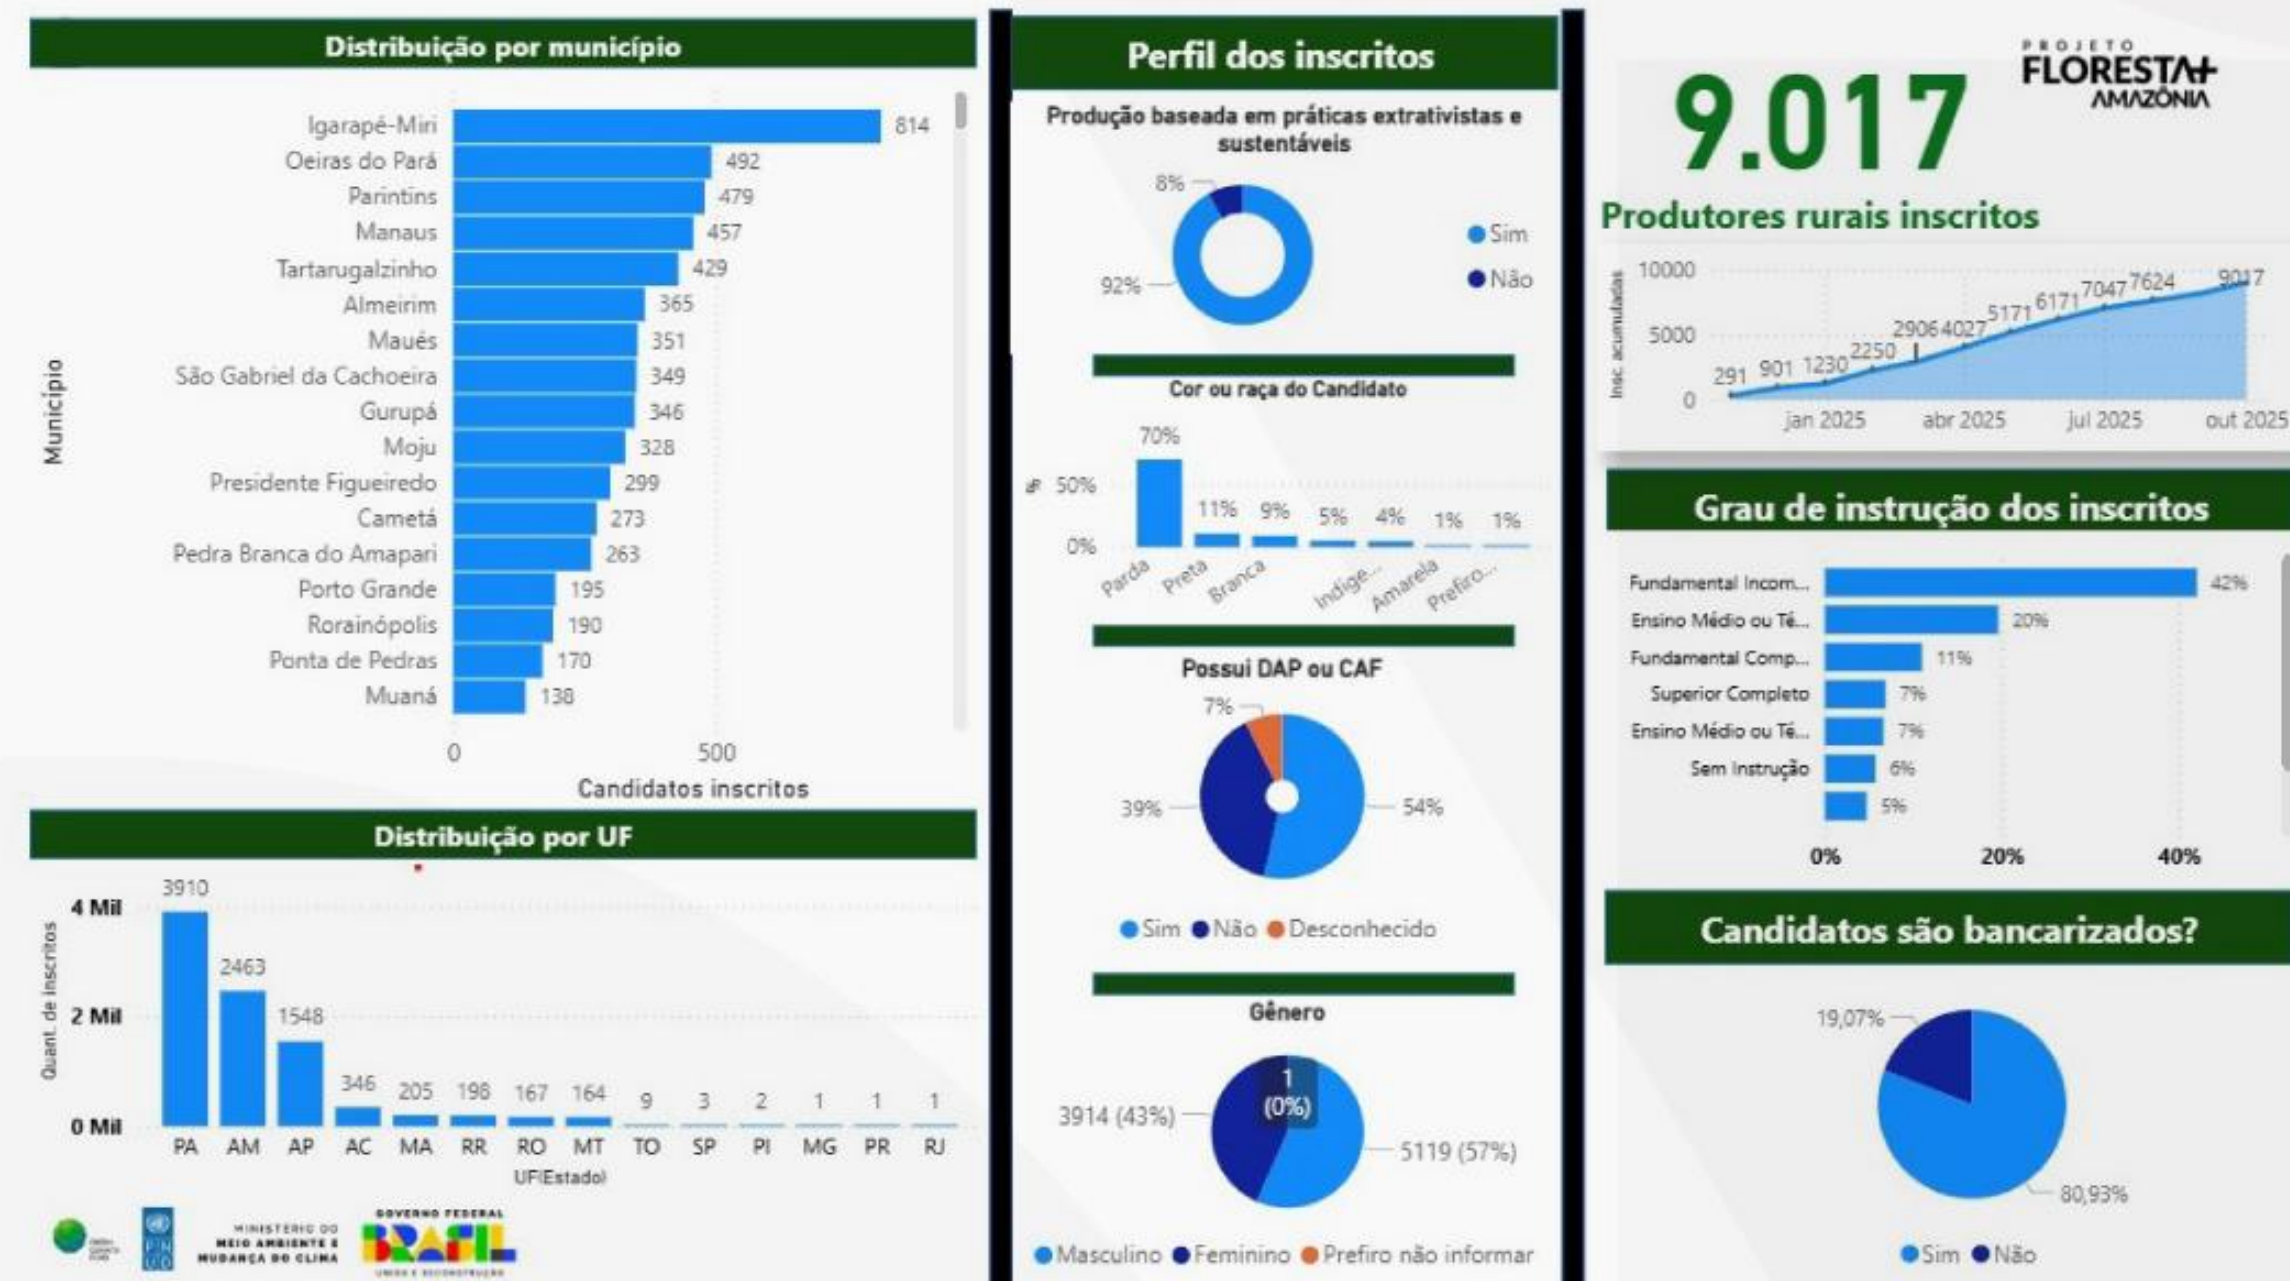 Distribuição por município
Município
Igarapé-Miri 814
Oeiras do Pará 492
Parintins 479
Manaus 457
Tartarugalzinho 429
Almeirim 365
Maués 351
São Gabriel da Cachoeira 349
Gurupá 346
Moju 328
Presidente Figueiredo 299
Cametá 273
Pedra Branca do Amapari 263
Porto Grande 195
Rorainópolis 190
Ponta de Pedras 170
Muaná 138
0 500
Candidatos inscritos
Distribuição por UF
Quant. de inscritos
4 Mil
2 Mil
0 Mil
3910 2463 1548 346 205 198 167 164 9 3 2 1 1 1
PA AM AP AC MA RR RO MT TO SP PI MG PR RJ
UF(Estado)
PN
UD
MINISTÉRIO DO
MEIO AMBIENTE E
MUDANÇA DO CLIMA
GOVERNO FEDERAL
BRASIL
UNIÃO E RECONSTRUÇÃO
Perfil dos inscritos
Produção baseada em práticas extrativistas e
sustentáveis
8%
92%
Sim
Não
Cor ou raça do Candidato
50%
0%
70% 11% 9% 5% 4% 1% 1%
Parda Preta Branca Indíge... Amarela Prefiro...
Possui DAP ou CAF
7%
39% 54%
Sim Não Desconhecido
Gênero
1
(0%)
3914 (43%)
5119 (57%)
Masculino Feminino Prefiro não informar
PROJETO
FLORESTA+
AMAZÔNIA
9.017
Produtores rurais inscritos
Insc. acumuladas
10000
5000
0
291 901 1230 2250 2906 4027 5171 6171 7047 7624 9017
jan 2025 abr 2025 jul 2025 out 2025
Grau de instrução dos inscritos
Fundamental Incom... 42%
Ensino Médio ou Té... 20%
Fundamental Comp... 11%
Superior Completo 7%
Ensino Médio ou Té... 7%
Sem Instrução 6%
5%
0% 20% 40%
Candidatos são bancarizados?
19,07%
80,93%
Sim Não